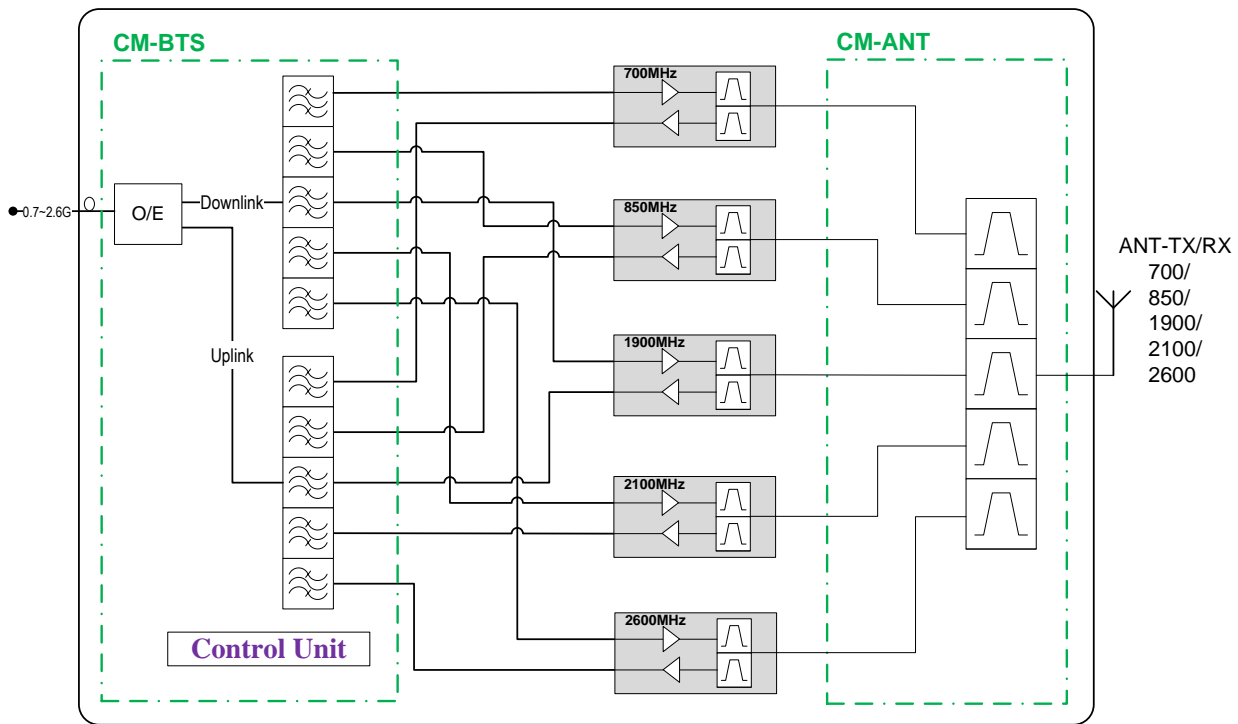 CM-BTS
CM-ANT
700MHz
850MHz
0.7~2.6G
O/E
Downlink
ANT-TX/RX
700/
850/
1900/
2100/
2600
1900MHz
Uplink
2100MHz
2600MHz
Control Unit